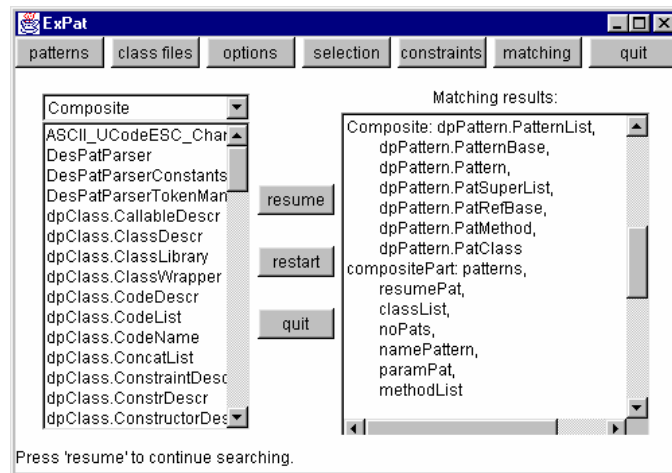 ExPat
patterns class files options selection constraints matching quit
Composite
ASCII_UCodeESC_Char
DesPatParser
DesPatParserConstants
DesPatParserTokenMan
dpClass.CallableDescr
dpClass.ClassDescr
dpClass.ClassLibrary
dpClass.ClassWrapper
dpClass.CodeDescr
dpClass.CodeList
dpClass.CodeName
dpClass.ConcatList
dpClass.ConstraintDesc
dpClass.ConstrDescr
dpClass.ConstructorDes
resume
restart
quit
Matching results:
Composite: dpPattern.PatternList,
dpPattern.PatternBase,
dpPattern.Pattern,
dpPattern.PatSuperList,
dpPattern.PatRefBase,
dpPattern.PatMethod,
dpPattern.PatClass
compositePart: patterns,
resumePat,
classList,
noPats,
namePattern,
paramPat,
methodList
Press 'resume' to continue searching.